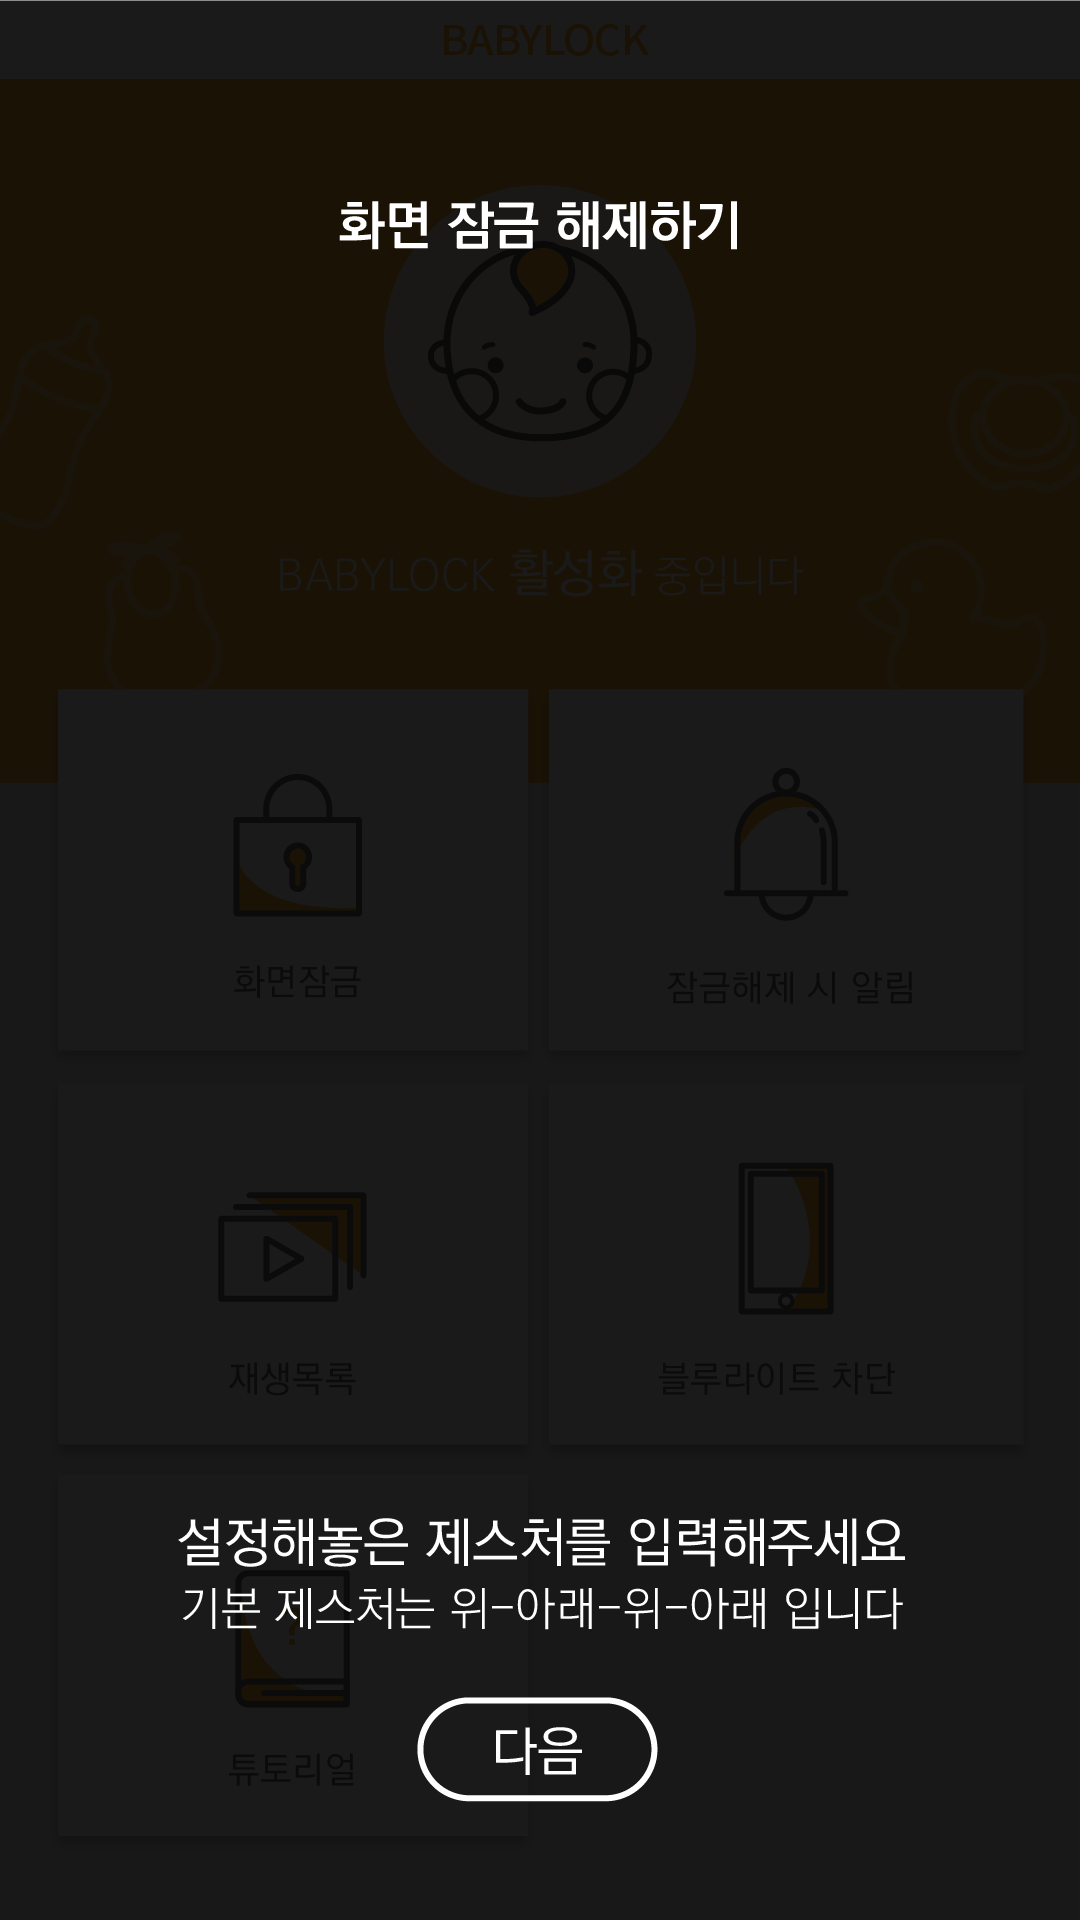 BABYLOCK
화면 잠금 해제하기
BABYLOCK 활성화 중입니다
화면잠금
잠금해제 시 알림
재생목록
블루라이트 차단
설정해놓은 제스처를 입력해주세요
기본 제스처는 위-아래-위-아래 입니다
?
다음
튜토리얼